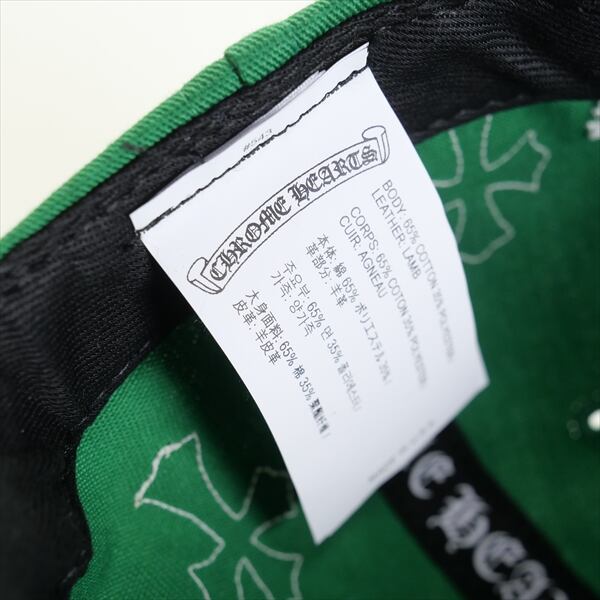 #543
CHROME HEARTS
BODY: 65% COTTON 35% POLYESTER
LEATHER: LAMB
CORPS: 65% COTON 35% POLYESTER
CUIR: AGNEAU
本体: 綿 65% ポリエステル 35%
革部分: 羊革
주요부: 65% 면 35% 폴리에스터
가죽: 양가죽
大身面料: 65% 棉 35% 聚酯纤维
皮革: 羊皮革
E HEA